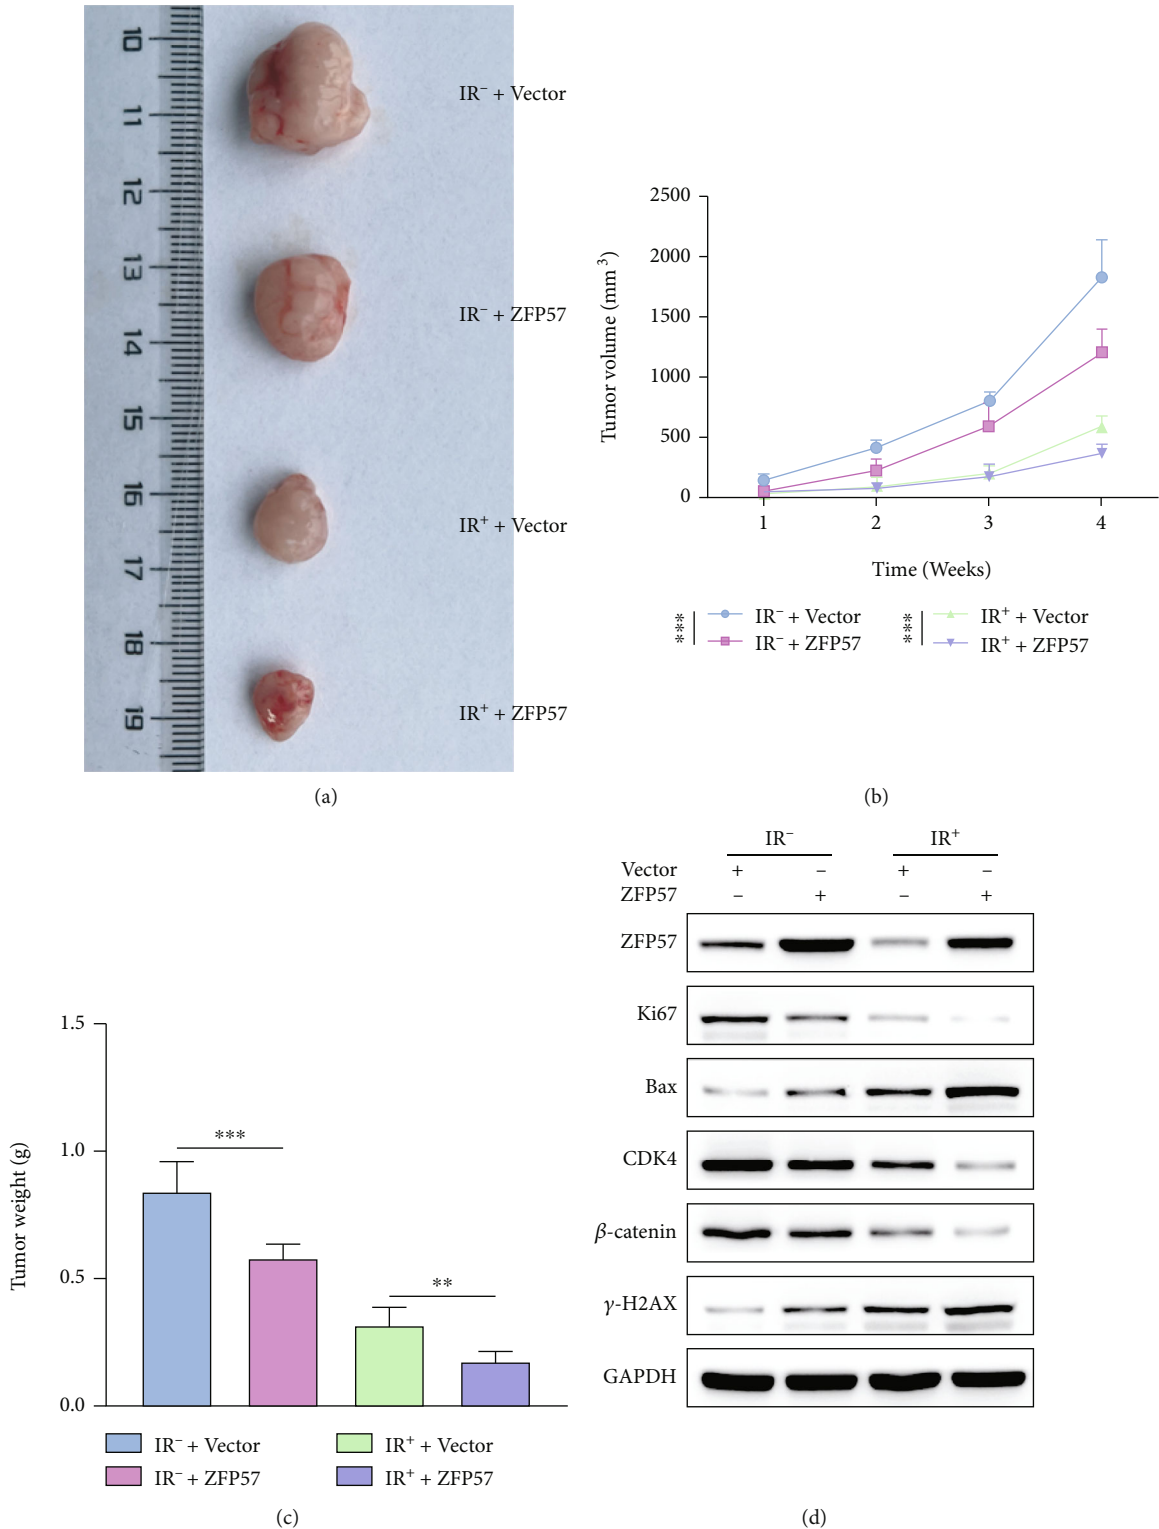 10
11
12
13
14
15
16
17
18
19
IR⁻ + Vector
IR⁻ + ZFP57
IR⁺ + Vector
IR⁺ + ZFP57
(a)
2500
2000
1500
1000
500
0
Tumor volume (mm³)
1 2 3 4
Time (Weeks)
*** IR⁻ + Vector
IR⁻ + ZFP57
*** IR⁺ + Vector
IR⁺ + ZFP57
(b)
1.5
1.0
0.5
0.0
Tumor weight (g)
***
**
IR⁻ + Vector
IR⁻ + ZFP57
IR⁺ + Vector
IR⁺ + ZFP57
(c)
IR⁻ IR⁺
Vector + − + −
ZFP57 − + − +
ZFP57
Ki67
Bax
CDK4
β-catenin
γ-H2AX
GAPDH
(d)